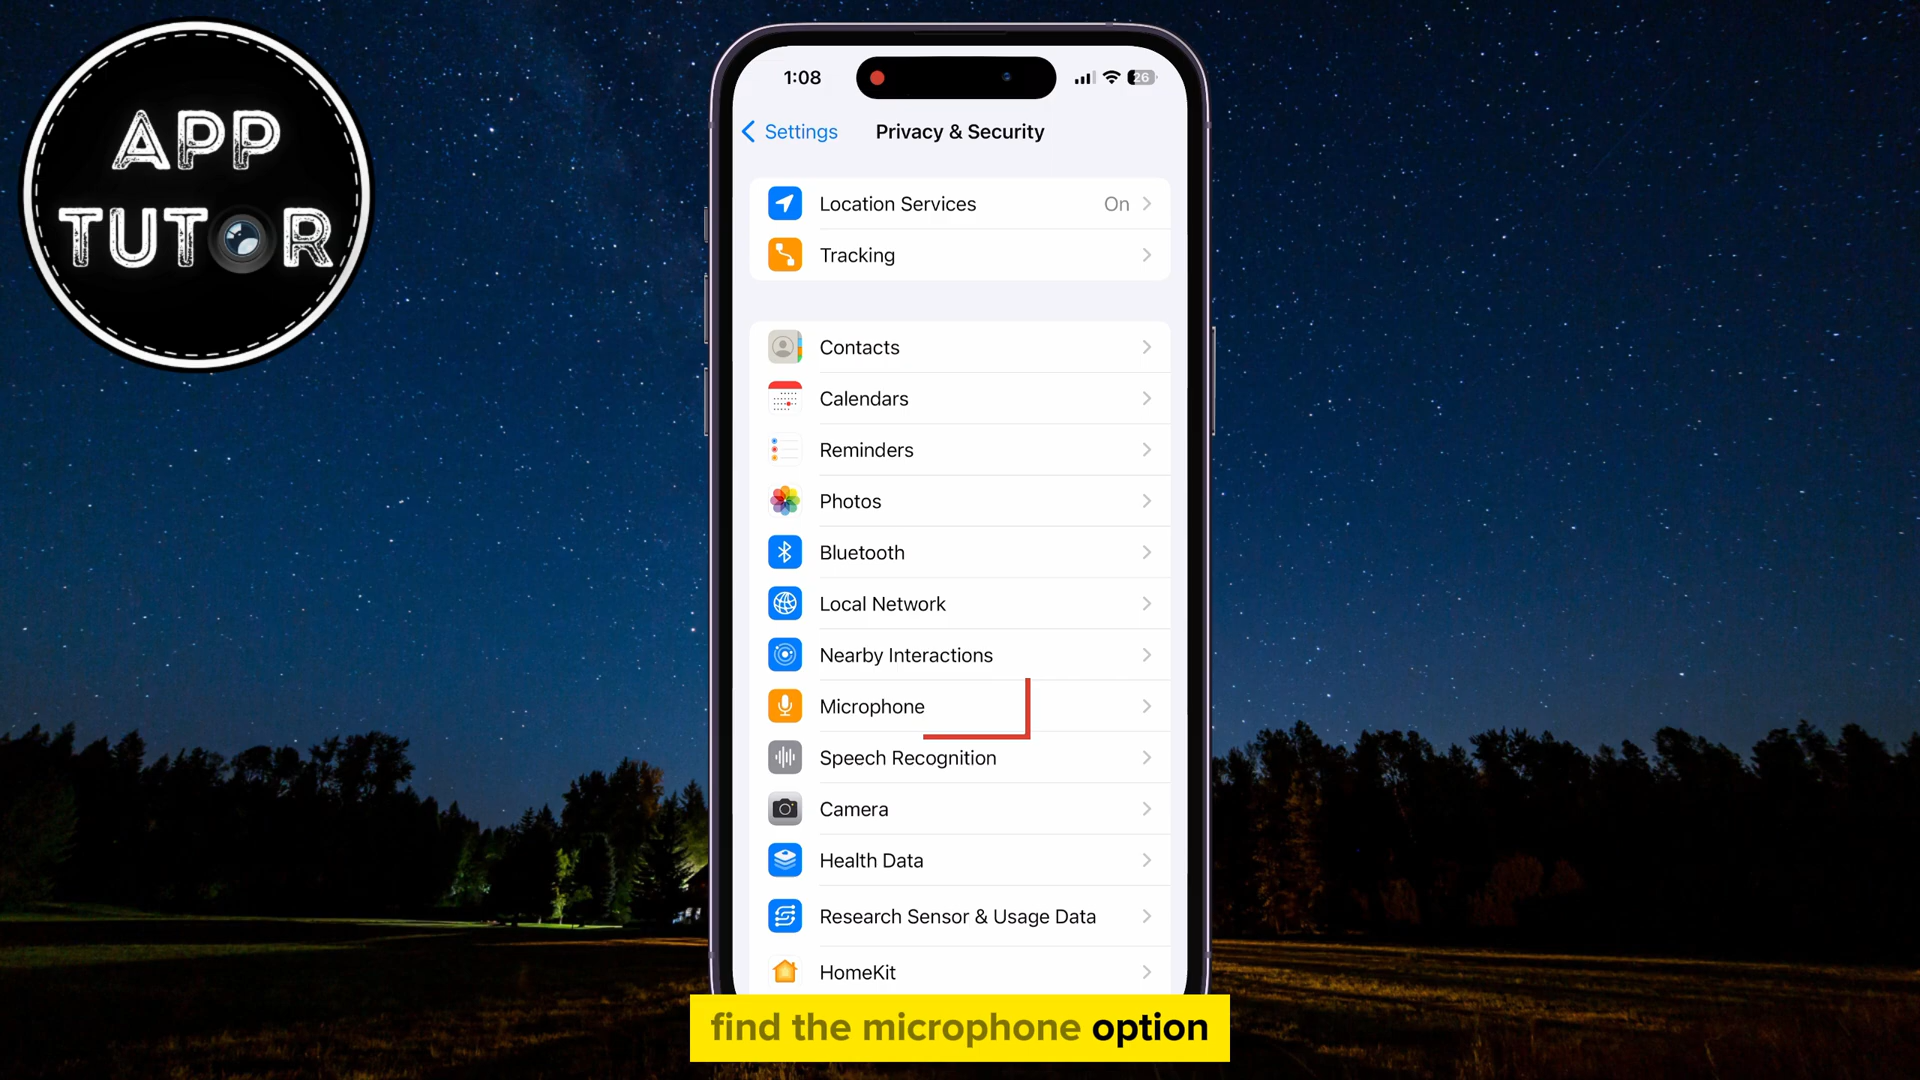 APP
TUTOR
1:08
26
Settings
Privacy & Security
Location Services On
Tracking
Contacts
Calendars
Reminders
Photos
Bluetooth
Local Network
Nearby Interactions
Microphone
Speech Recognition
Camera
Health Data
Research Sensor & Usage Data
HomeKit
find the microphone option